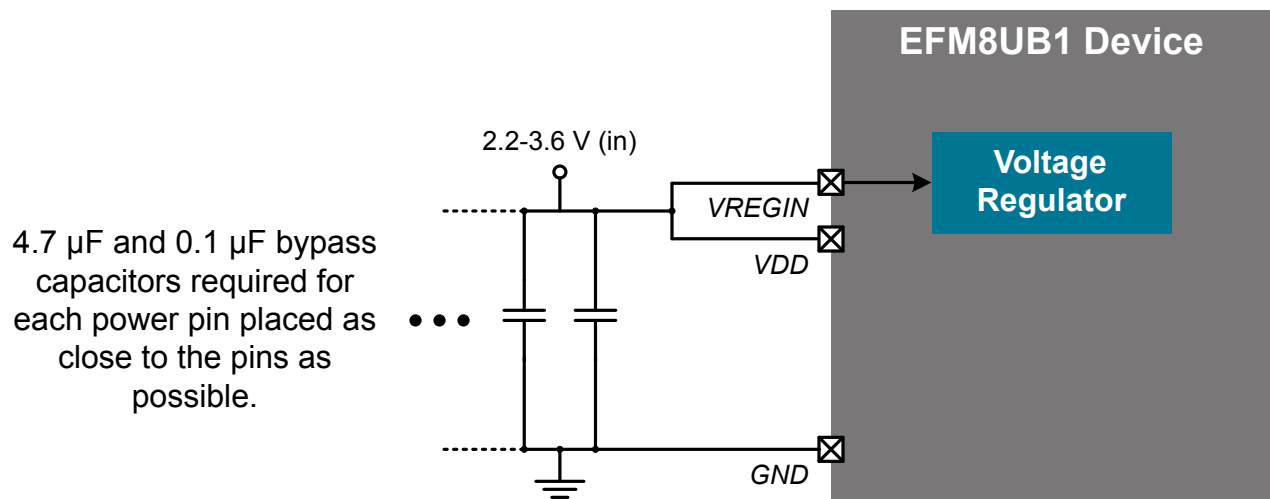 EFM8UB1 Device
2.2-3.6 V (in)
Voltage
Regulator
VREGIN
VDD
4.7 µF and 0.1 µF bypass
capacitors required for
each power pin placed as
close to the pins as
possible.
GND